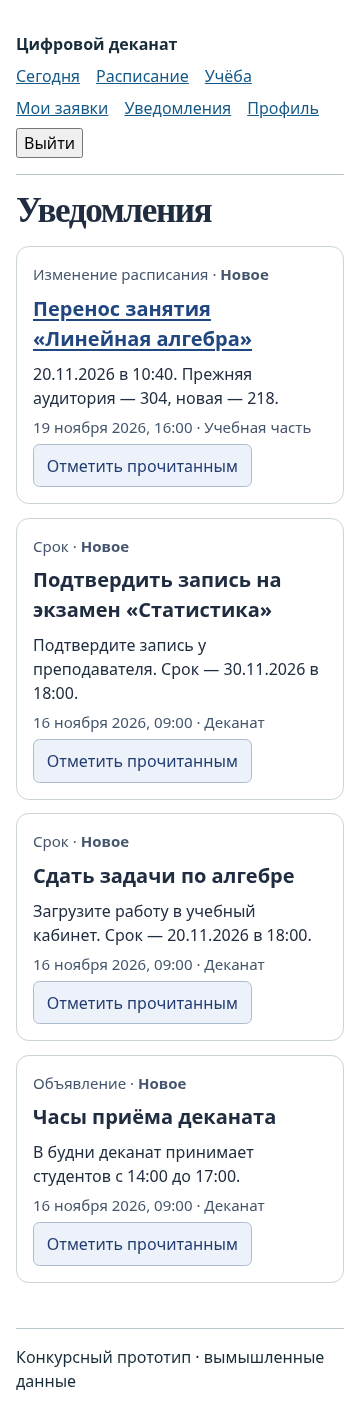 Цифровой деканат
Сегодня Расписание Учёба
Мои заявки Уведомления Профиль
Выйти
Уведомления
Изменение расписания · Новое
Перенос занятия
«Линейная алгебра»
20.11.2026 в 10:40. Прежняя
аудитория — 304, новая — 218.
19 ноября 2026, 16:00 · Учебная часть
Отметить прочитанным
Срок · Новое
Подтвердить запись на
экзамен «Статистика»
Подтвердите запись у
преподавателя. Срок — 30.11.2026 в
18:00.
16 ноября 2026, 09:00 · Деканат
Отметить прочитанным
Срок · Новое
Сдать задачи по алгебре
Загрузите работу в учебный
кабинет. Срок — 20.11.2026 в 18:00.
16 ноября 2026, 09:00 · Деканат
Отметить прочитанным
Объявление · Новое
Часы приёма деканата
В будни деканат принимает
студентов с 14:00 до 17:00.
16 ноября 2026, 09:00 · Деканат
Отметить прочитанным
Конкурсный прототип · вымышленные
данные